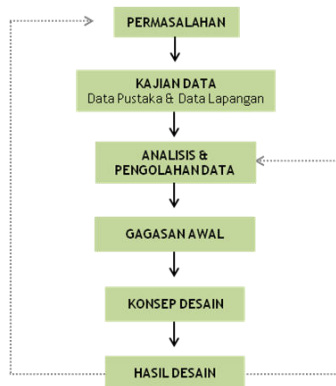 PERMASALAHAN
KAJIAN DATA
Data Pustaka & Data Lapangan
ANALISIS &
PENGOLAHAN DATA
GAGASAN AWAL
KONSEP DESAIN
HASIL DESAIN